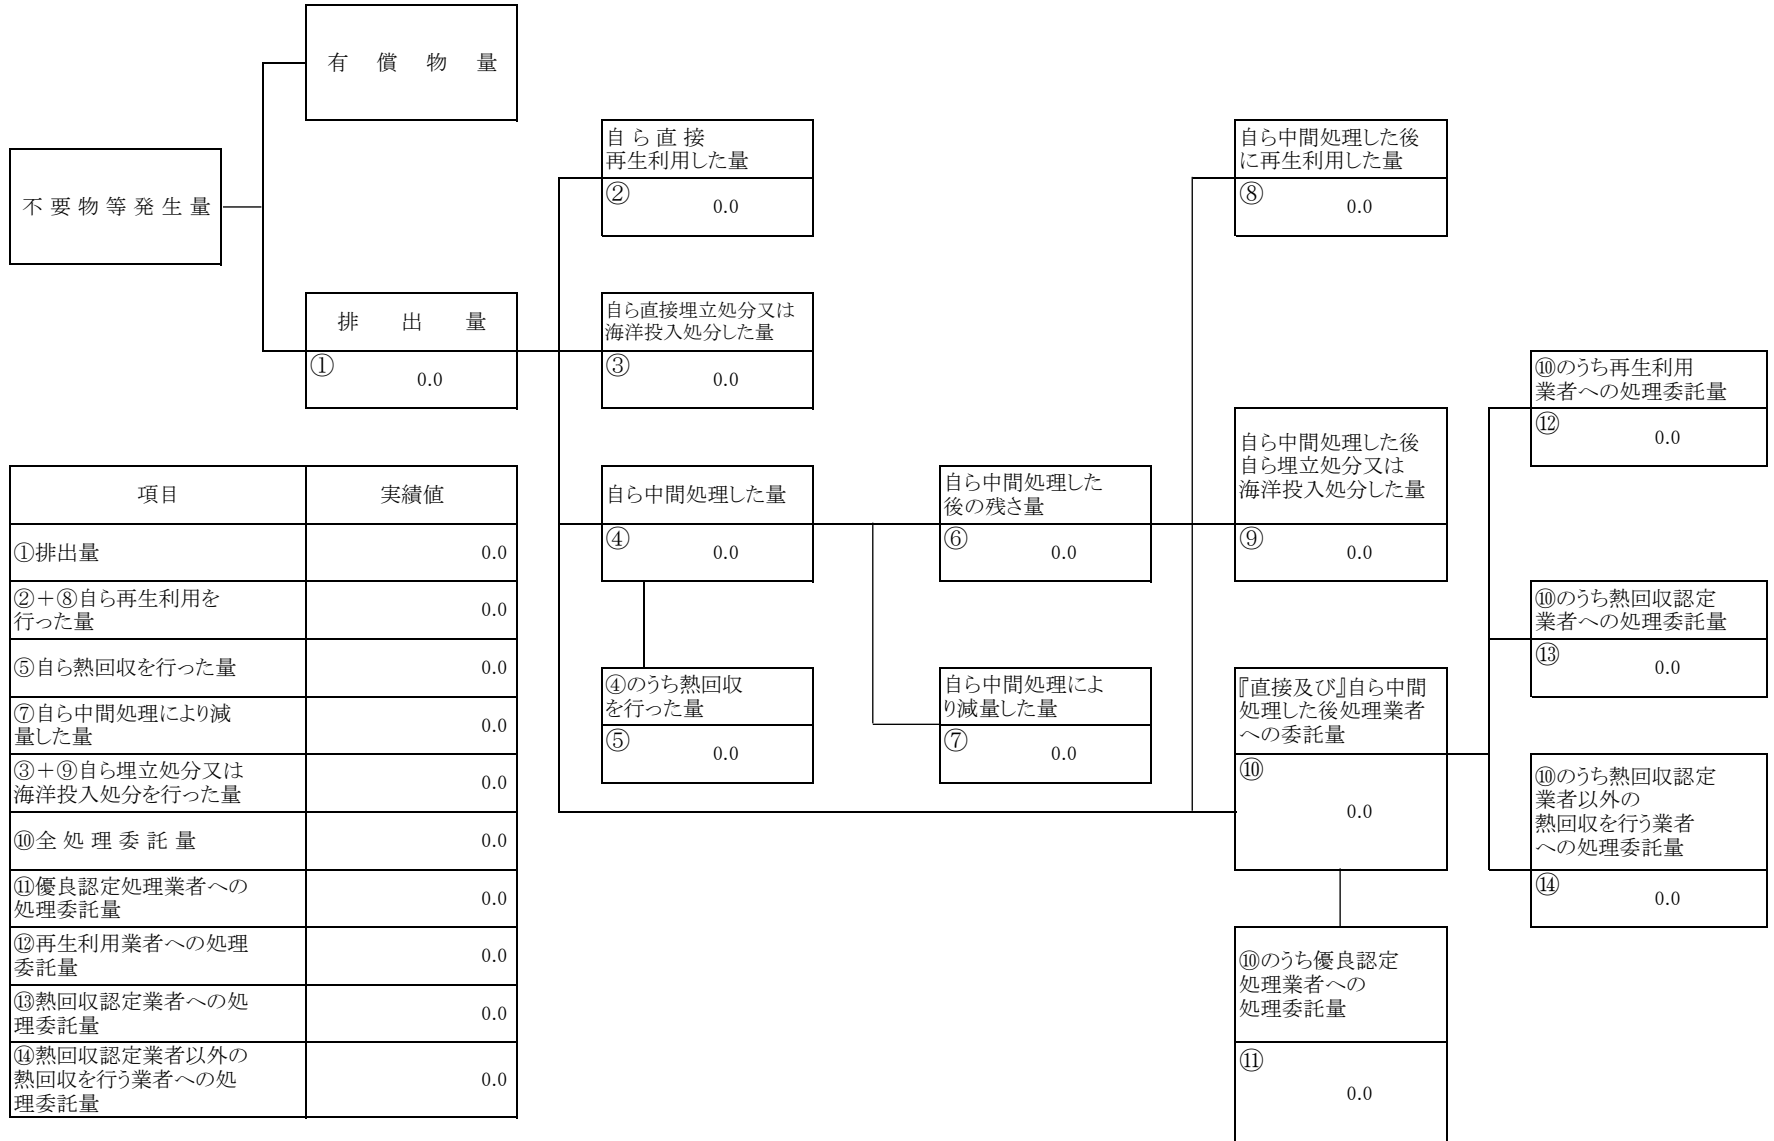 有 償 物 量
不要物等発生量
排 出 量
①
0.0
自ら直接
再生利用した量
②
0.0
自ら直接埋立処分又は
海洋投入処分した量
③
0.0
自ら中間処理した量
④
0.0
④のうち熱回収
を行った量
⑤
0.0
自ら中間処理した
後の残さ量
⑥
0.0
自ら中間処理によ
り減量した量
⑦
0.0
自ら中間処理した後
に再生利用した量
⑧
0.0
自ら中間処理した後
自ら埋立処分又は
海洋投入処分した量
⑨
0.0
『直接及び』自ら中間
処理した後処理業者
への委託量
⑩
0.0
⑩のうち優良認定
処理業者への
処理委託量
⑪
0.0
⑩のうち再生利用
業者への処理委託量
⑫
0.0
⑩のうち熱回収認定
業者への処理委託量
⑬
0.0
⑩のうち熱回収認定
業者以外の
熱回収を行う業者
への処理委託量
⑭
0.0
項目 実績値
①排出量 0.0
②+⑧自ら再生利用を
行った量
0.0
⑤自ら熱回収を行った量 0.0
⑦自ら中間処理により減
量した量
0.0
③+⑨自ら埋立処分又は
海洋投入処分を行った量
0.0
⑩全 処 理 委 託 量 0.0
⑪優良認定処理業者への
処理委託量
0.0
⑫再生利用業者への処理
委託量
0.0
⑬熱回収認定業者への処
理委託量
0.0
⑭熱回収認定業者以外の
熱回収を行う業者への処
理委託量
0.0